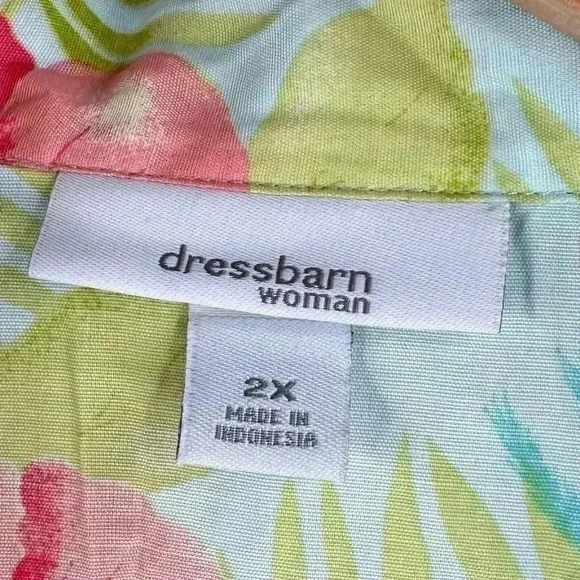 dressbarn
woman
2X
MADE IN
INDONESIA